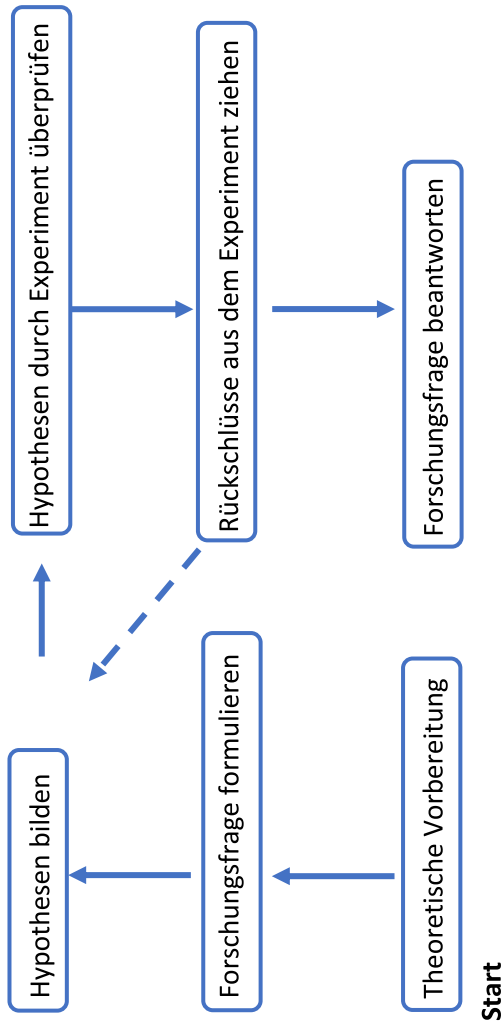 Hypothesen bilden
Hypothesen durch Experiment überprüfen
Forschungsfrage formulieren
Rückschlüsse aus dem Experiment ziehen
Theoretische Vorbereitung
Forschungsfrage beantworten
Start